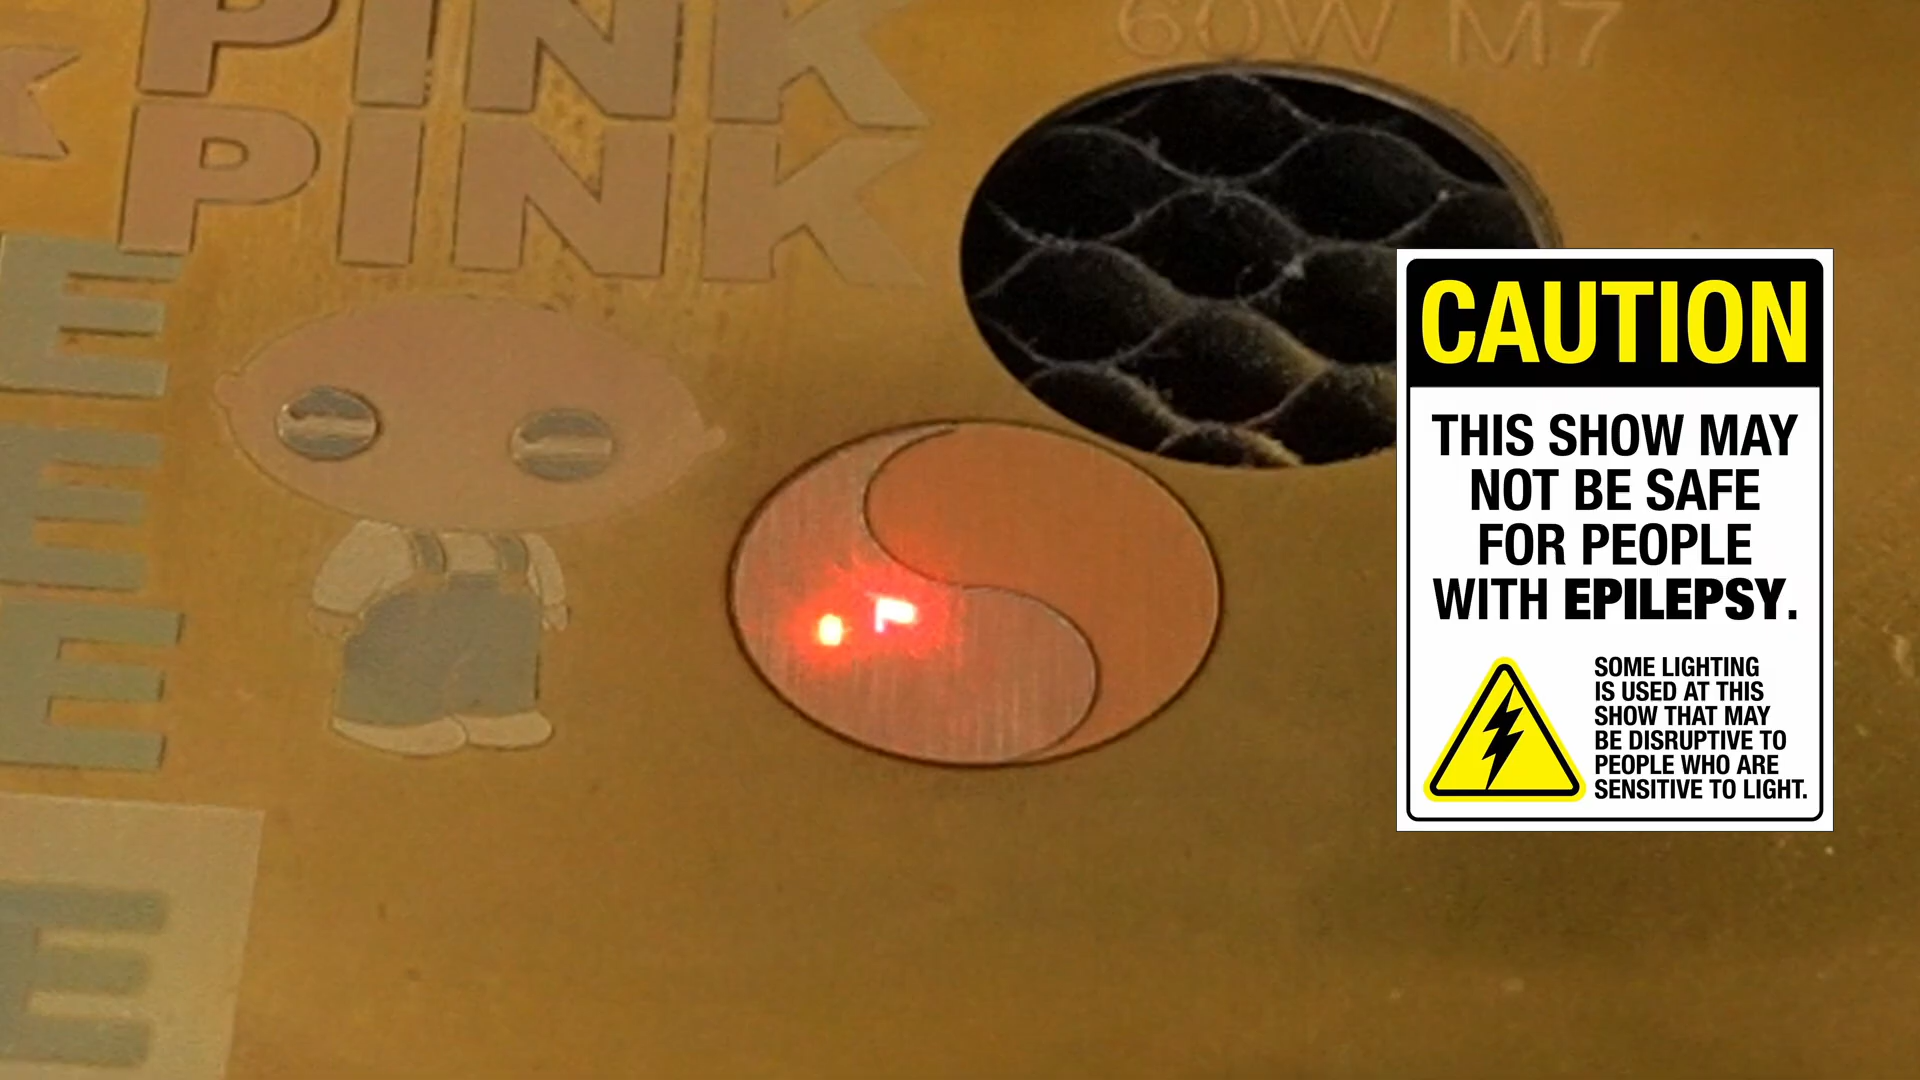 PINK
60W M7
PINK
K
E
E
E
E
CAUTION
THIS SHOW MAY
NOT BE SAFE
FOR PEOPLE
WITH EPILEPSY.
SOME LIGHTING
IS USED AT THIS
SHOW THAT MAY
BE DISRUPTIVE TO
PEOPLE WHO ARE
SENSITIVE TO LIGHT.